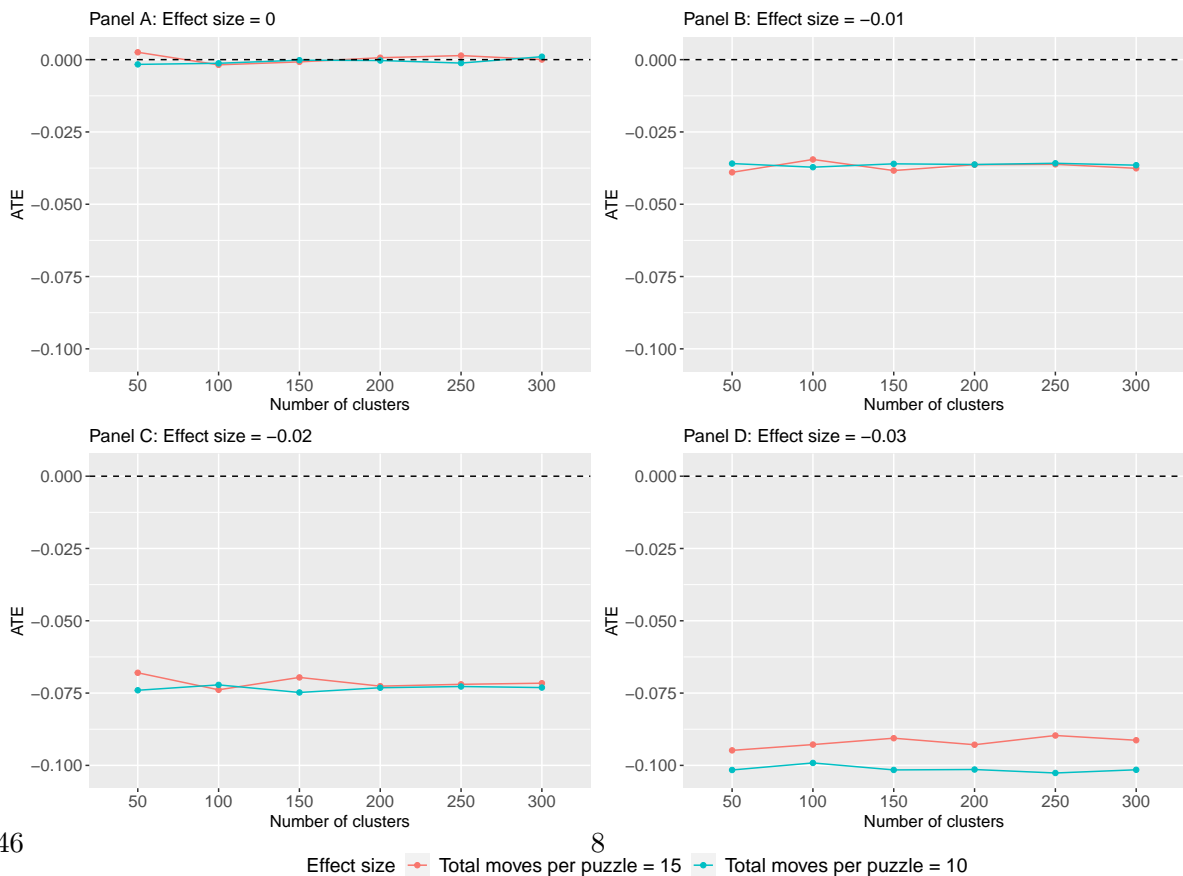 Panel A: Effect size = 0
0.000
−0.025
−0.050
−0.075
−0.100
ATE
50 100 150 200 250 300
Number of clusters
Panel B: Effect size = −0.01
0.000
−0.025
−0.050
−0.075
−0.100
ATE
50 100 150 200 250 300
Number of clusters
Panel C: Effect size = −0.02
0.000
−0.025
−0.050
−0.075
−0.100
ATE
50 100 150 200 250 300
Number of clusters
Panel D: Effect size = −0.03
0.000
−0.025
−0.050
−0.075
−0.100
ATE
50 100 150 200 250 300
Number of clusters
46 8
Effect size Total moves per puzzle = 15 Total moves per puzzle = 10